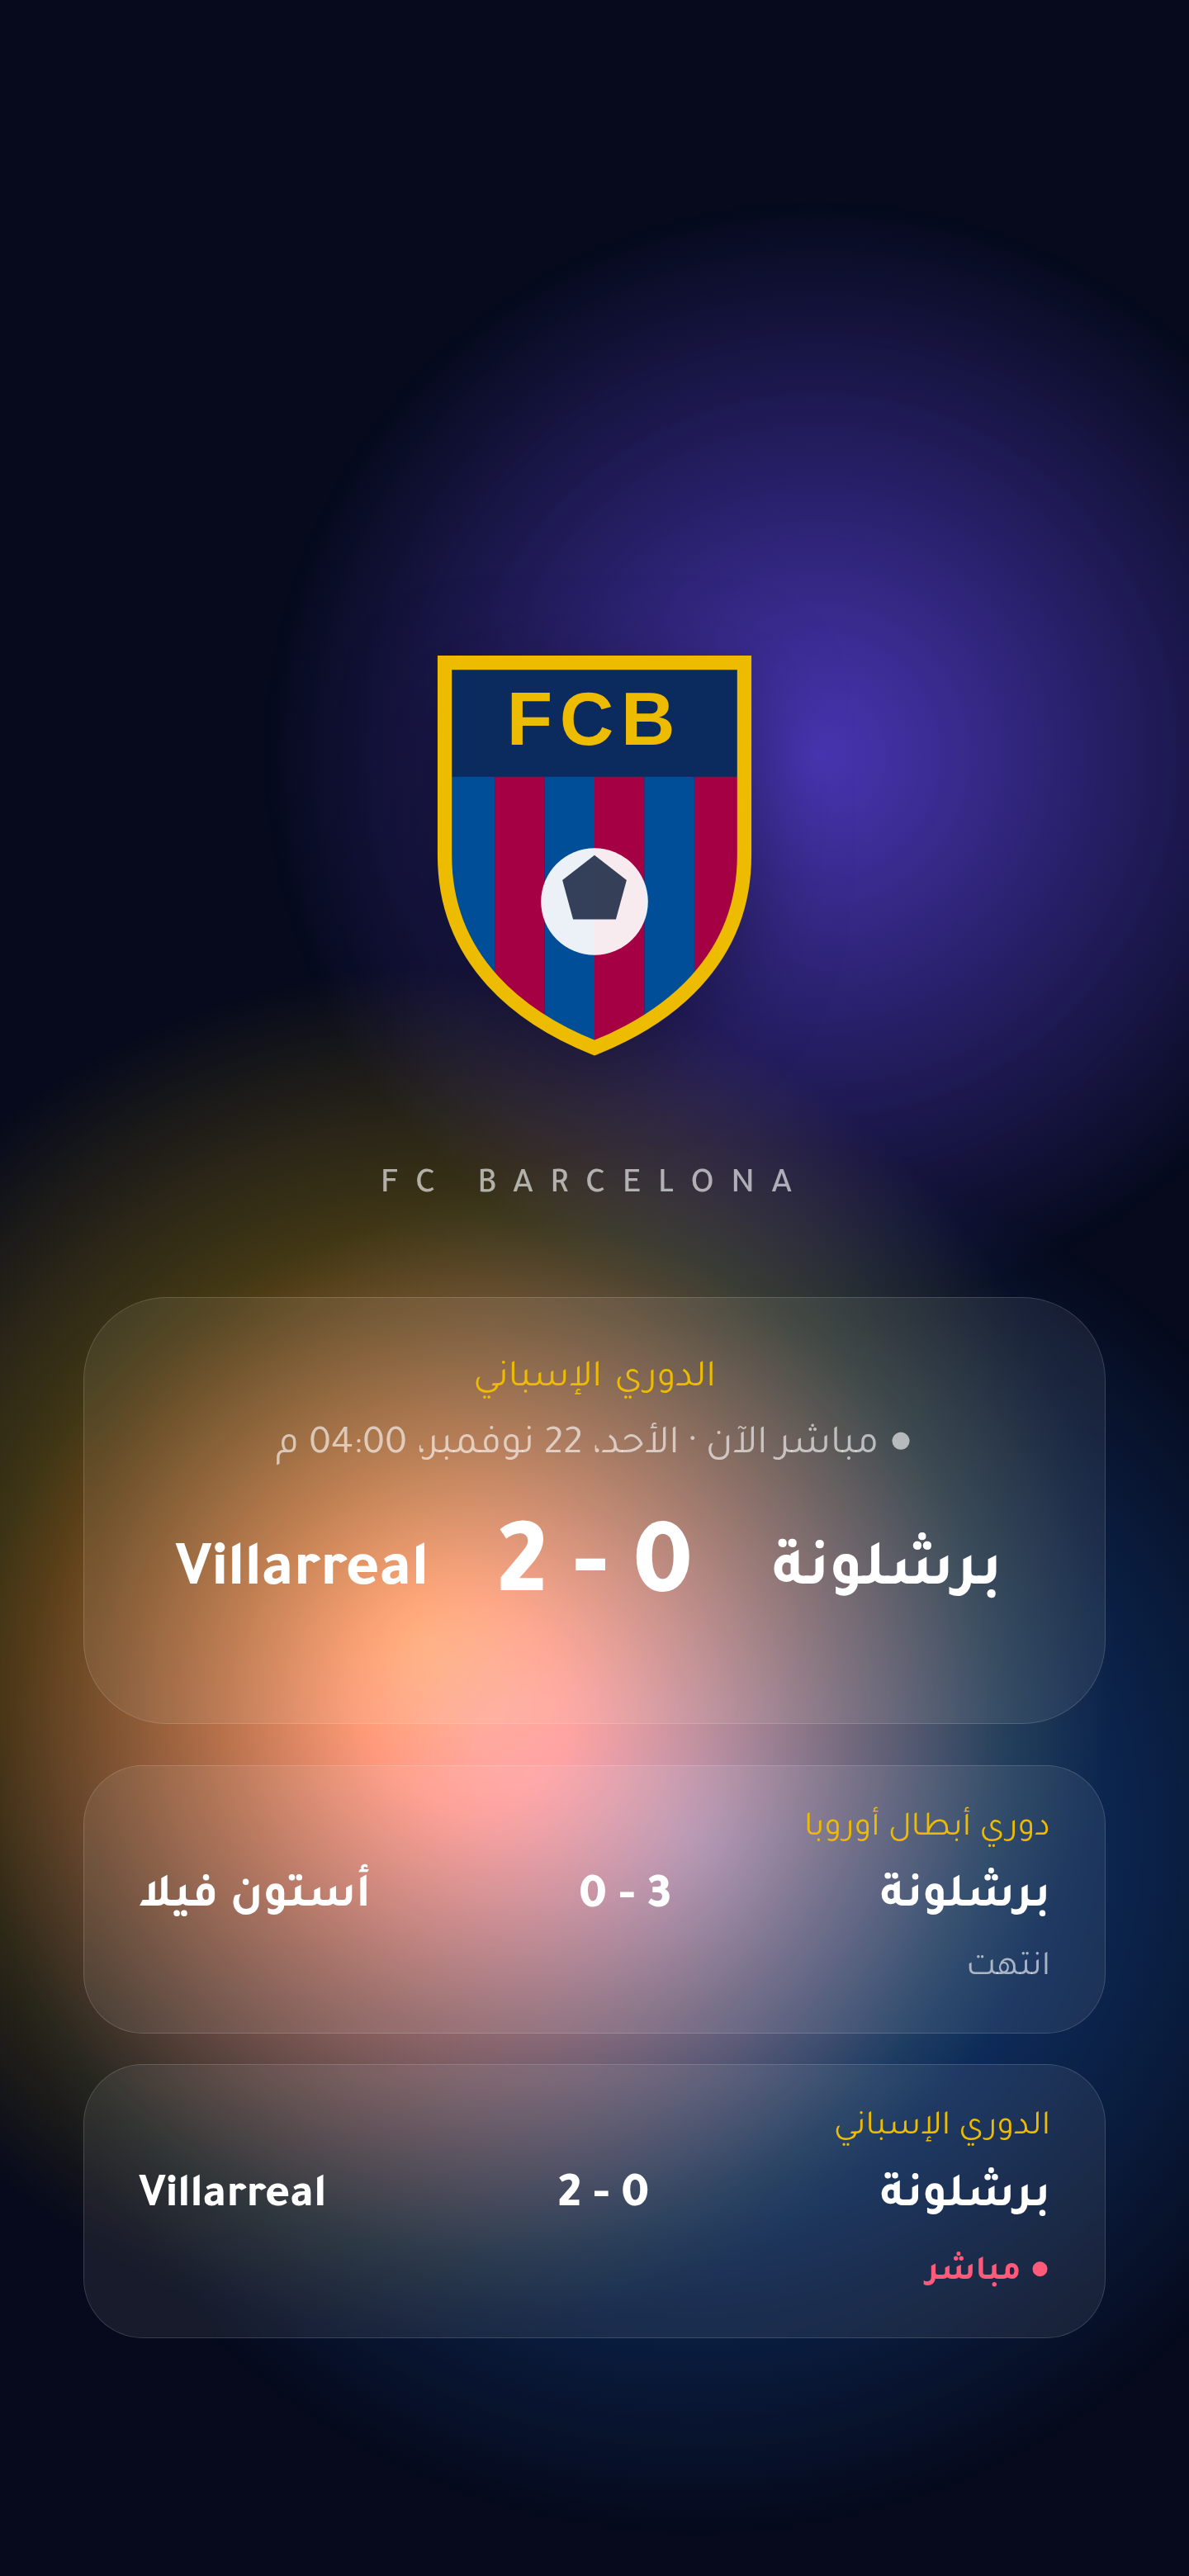 FCB
FC BARCELONA
الدوري الإسباني
● مباشر الآن · الأحد، 22 نوفمبر، 04:00 م
برشلونة 2 - 0 Villarreal
دوري أبطال أوروبا
برشلونة 0 - 3 أستون فيلا
انتهت
الدوري الإسباني
برشلونة 2 - 0 Villarreal
● مباشر